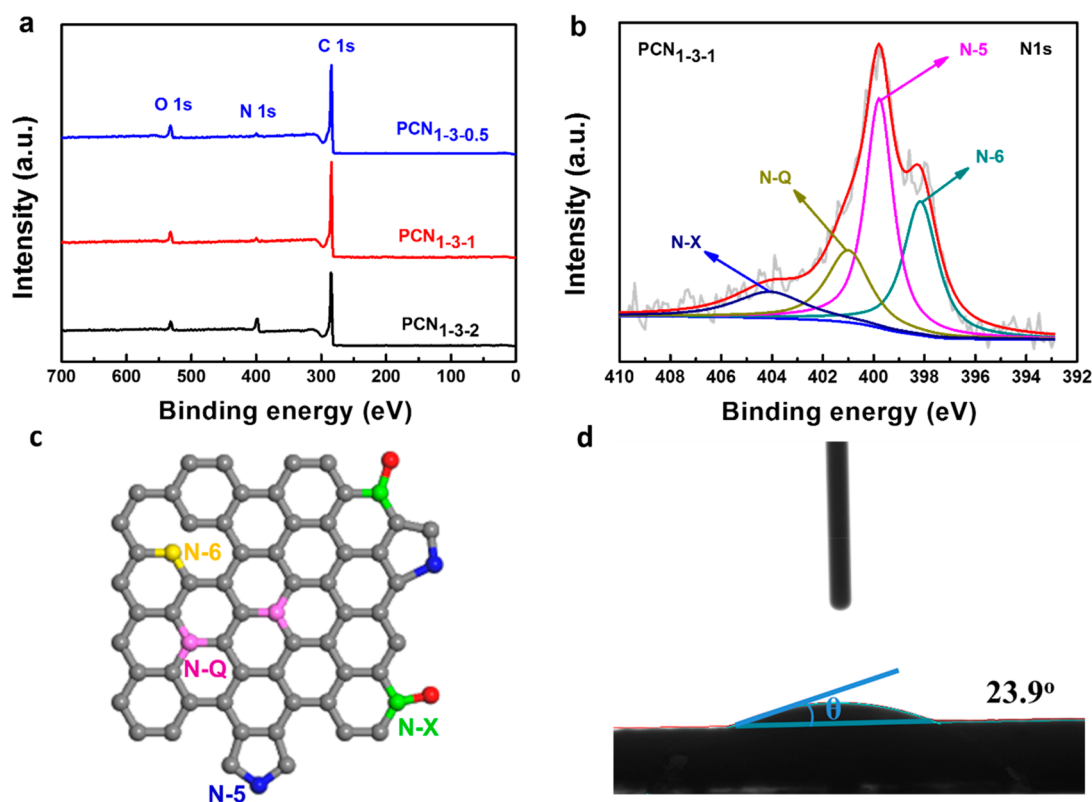 a
C 1s
O 1s
N 1s
PCN1-3-0.5
PCN1-3-1
PCN1-3-2
Intensity (a.u.)
700 600 500 400 300 200 100 0
Binding energy (eV)
b
PCN1-3-1
N-5
N1s
N-Q
N-6
N-X
Intensity (a.u.)
410 408 406 404 402 400 398 396 394 392
Binding energy (eV)
c
N-6
N-Q
N-X
N-5
d
θ
23.9o